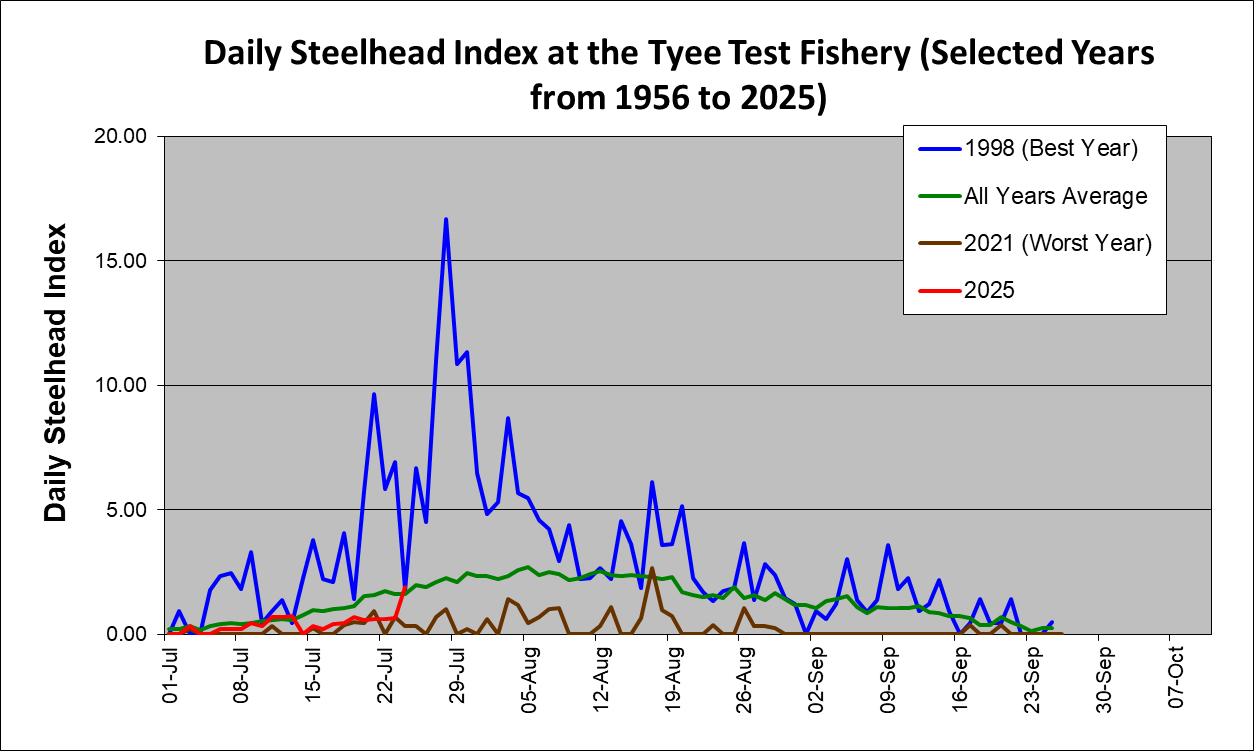 Daily Steelhead Index at the Tyee Test Fishery (Selected Years
from 1956 to 2025)
Daily Steelhead Index
20.00
15.00
10.00
5.00
0.00
1998 (Best Year)
All Years Average
2021 (Worst Year)
2025
01-Jul
08-Jul
15-Jul
22-Jul
29-Jul
05-Aug
12-Aug
19-Aug
26-Aug
02-Sep
09-Sep
16-Sep
23-Sep
30-Sep
07-Oct